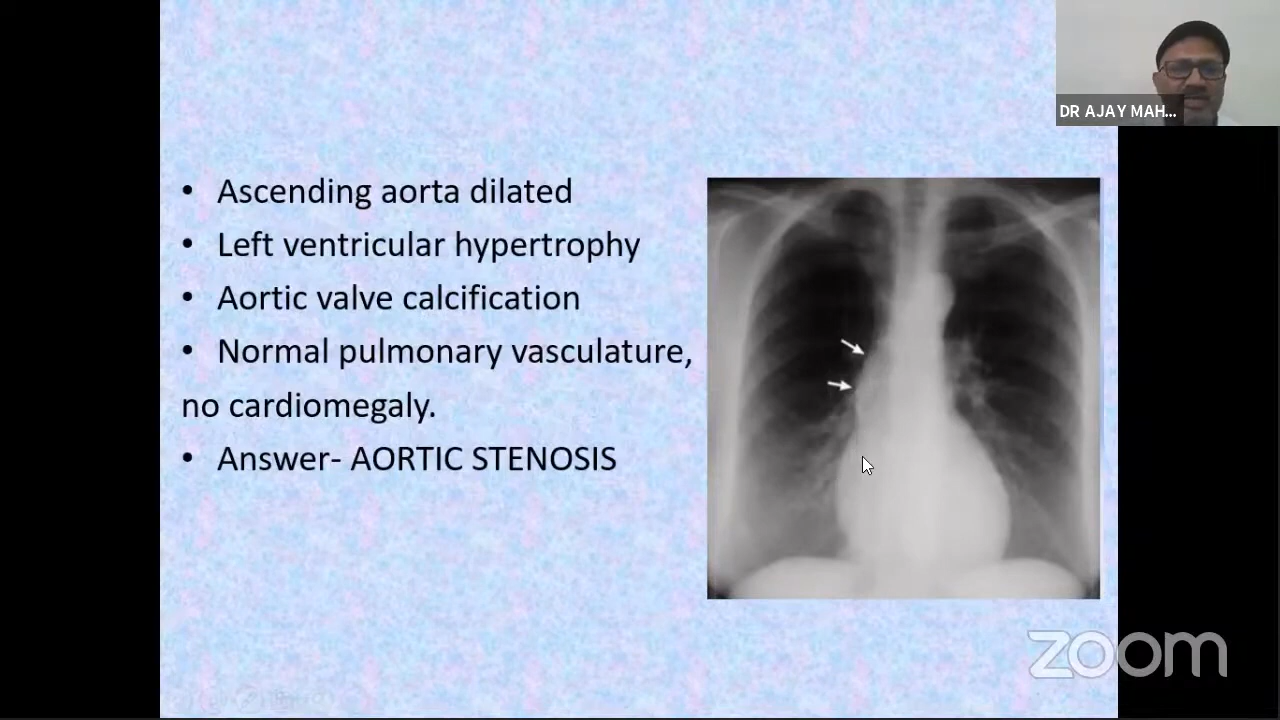 DR AJAY MAH...
• Ascending aorta dilated
• Left ventricular hypertrophy
• Aortic valve calcification
• Normal pulmonary vasculature,
no cardiomegaly.
• Answer- AORTIC STENOSIS
zoom